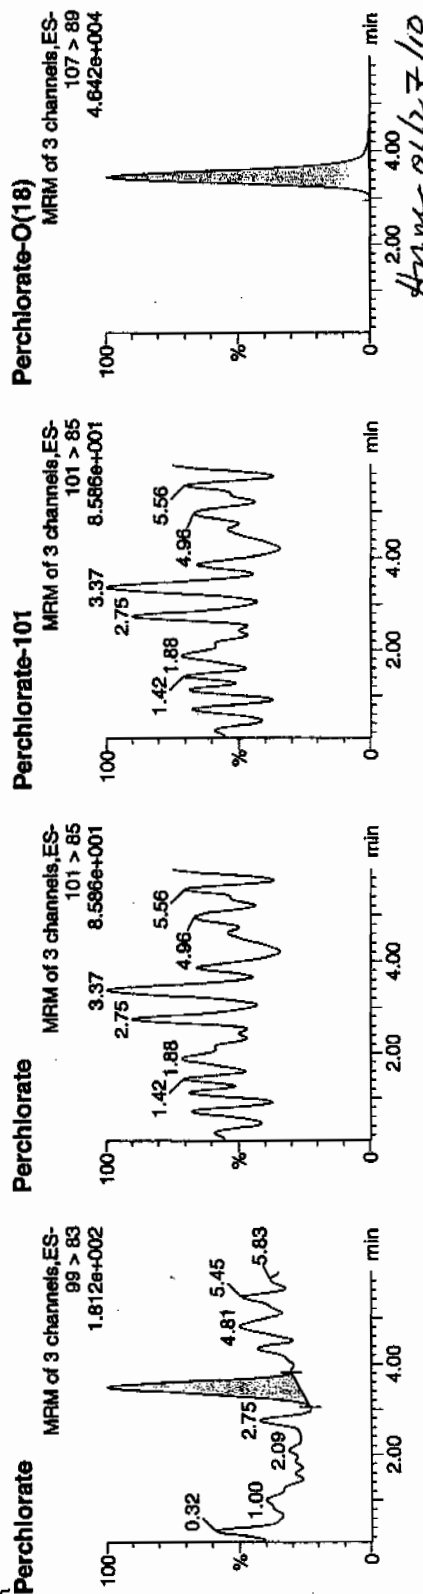 Perchlorate
MRM of 3 channels,ES-
99 > 83
1.812e+002
100
%
0
0.32
1.00
2.09
2.75
4.81
5.45
5.83
2.00
4.00
min
Perchlorate
MRM of 3 channels,ES-
101 > 85
8.586e+001
100
%
0
1.42
1.88
2.75
3.37
4.96
5.56
2.00
4.00
min
Perchlorate-101
MRM of 3 channels,ES-
101 > 85
8.586e+001
100
%
0
1.42
1.88
2.75
3.37
4.96
5.56
2.00
4.00
min
Perchlorate-O(18)
MRM of 3 channels,ES-
107 > 89
4.642e+004
100
%
0
2.00
4.00
min